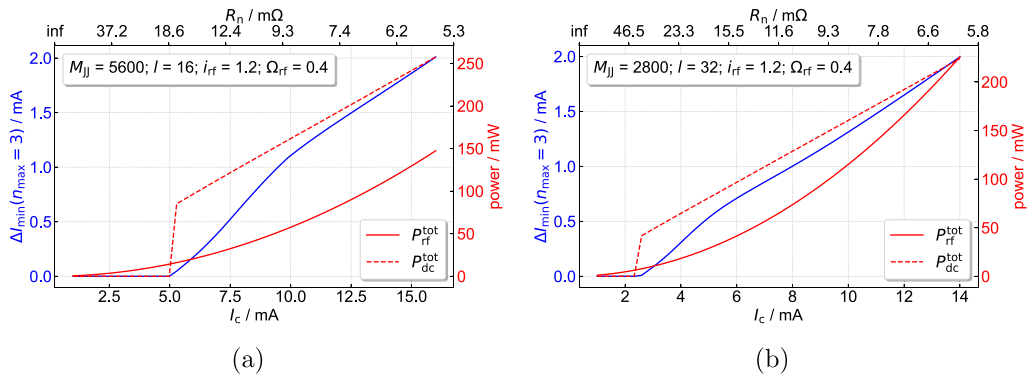 Rₙ / mΩ
inf 37.2 18.6 12.4 9.3 7.4 6.2 5.3
M_JJ = 5600; l = 16; i_rf = 1.2; Ω_rf = 0.4
ΔI_min(n_max = 3) / mA
2.0
1.5
1.0
0.5
0.0
250
200
150
100
50
0
power / mW
P_rf^tot
P_dc^tot
2.5 5.0 7.5 10.0 12.5 15.0
I_c / mA
(a)
Rₙ / mΩ
inf 46.5 23.3 15.5 11.6 9.3 7.8 6.6 5.8
M_JJ = 2800; l = 32; i_rf = 1.2; Ω_rf = 0.4
ΔI_min(n_max = 3) / mA
2.0
1.5
1.0
0.5
0.0
200
150
100
50
0
power / mW
P_rf^tot
P_dc^tot
2 4 6 8 10 12 14
I_c / mA
(b)